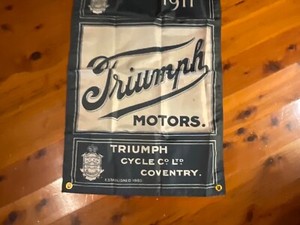 1911
Triumph
MOTORS.
TRIUMPH
CYCLE CO LTD
COVENTRY.